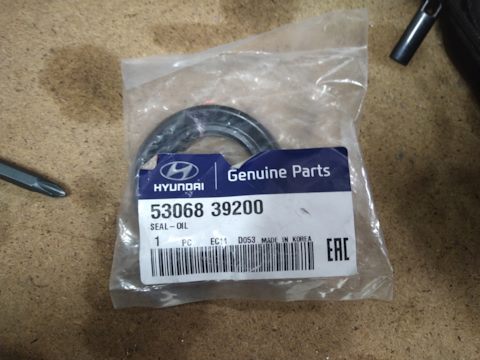 HYUNDAI
Genuine Parts
53068 39200
SEAL-OIL
1 PC EC11 D053 MADE IN KOREA
EAC